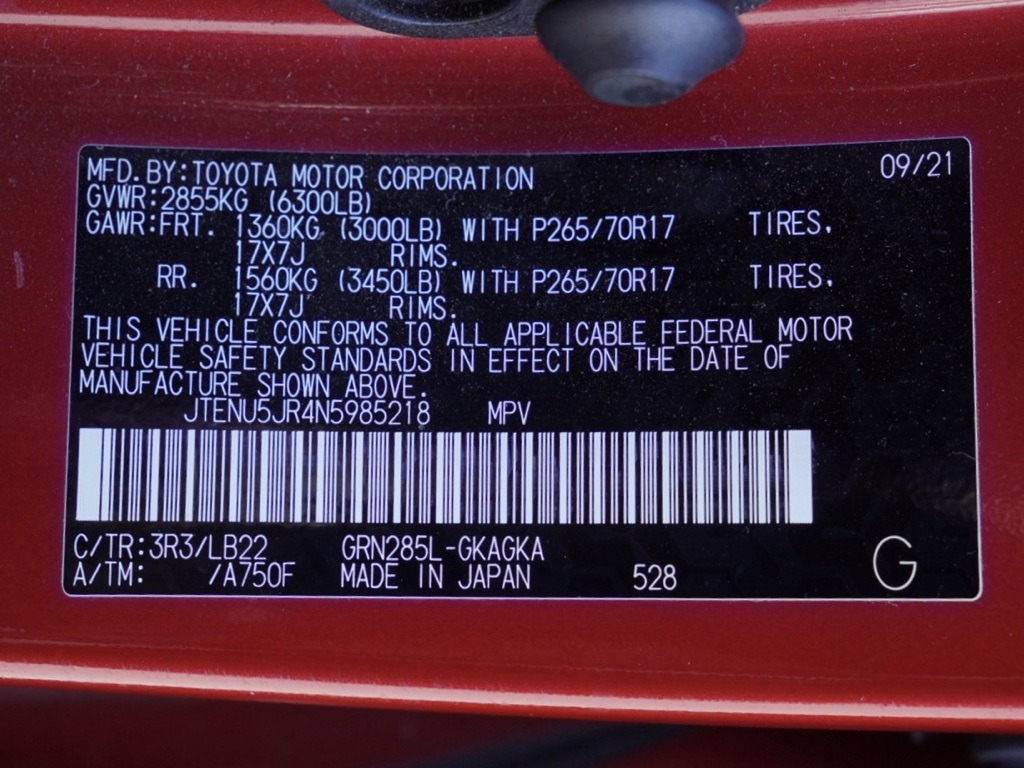 MFD. BY: TOYOTA MOTOR CORPORATION 09/21
GVWR: 2855KG (6300LB)
GAWR: FRT. 1360KG (3000LB) WITH P265/70R17 TIRES,
17X7J RIMS.
RR. 1560KG (3450LB) WITH P265/70R17 TIRES,
17X7J RIMS.
THIS VEHICLE CONFORMS TO ALL APPLICABLE FEDERAL MOTOR
VEHICLE SAFETY STANDARDS IN EFFECT ON THE DATE OF
MANUFACTURE SHOWN ABOVE.
JTENU5JR4N5985218 MPV
C/TR: 3R3/LB22 GRN285L-GKAGKA
A/TM: /A750F MADE IN JAPAN 528 G